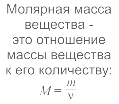 Молярная масса
вещества -
это отношение
массы вещества
к его количеству:
M = m/ν